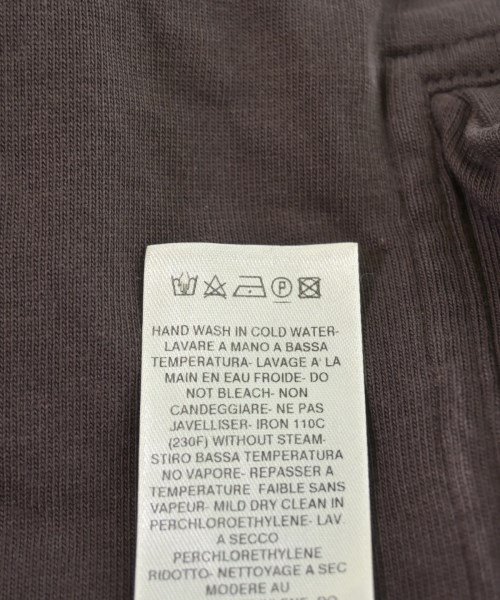 P
HAND WASH IN COLD WATER-
LAVARE A MANO A BASSA
TEMPERATURA- LAVAGE A' LA
MAIN EN EAU FROIDE- DO
NOT BLEACH- NON
CANDEGGIARE- NE PAS
JAVELLISER- IRON 110C
(230F) WITHOUT STEAM-
STIRO BASSA TEMPERATURA
NO VAPORE- REPASSER A
TEMPERATURE FAIBLE SANS
VAPEUR- MILD DRY CLEAN IN
PERCHLOROETHYLENE- LAV.
A SECCO
PERCHLORETHYLENE
RIDOTTO- NETTOYAGE A SEC
MODERE AU